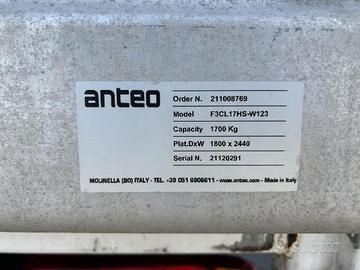 anteo
Order N. 211008769
Model F3CL17HS-W123
Capacity 1700 Kg
Plat.DxW 1800 x 2440
Serial N. 21120291
MOLINELLA (BO) ITALY - TEL. +39 051 6906611 - www.anteo.com - Made in Italy
subito